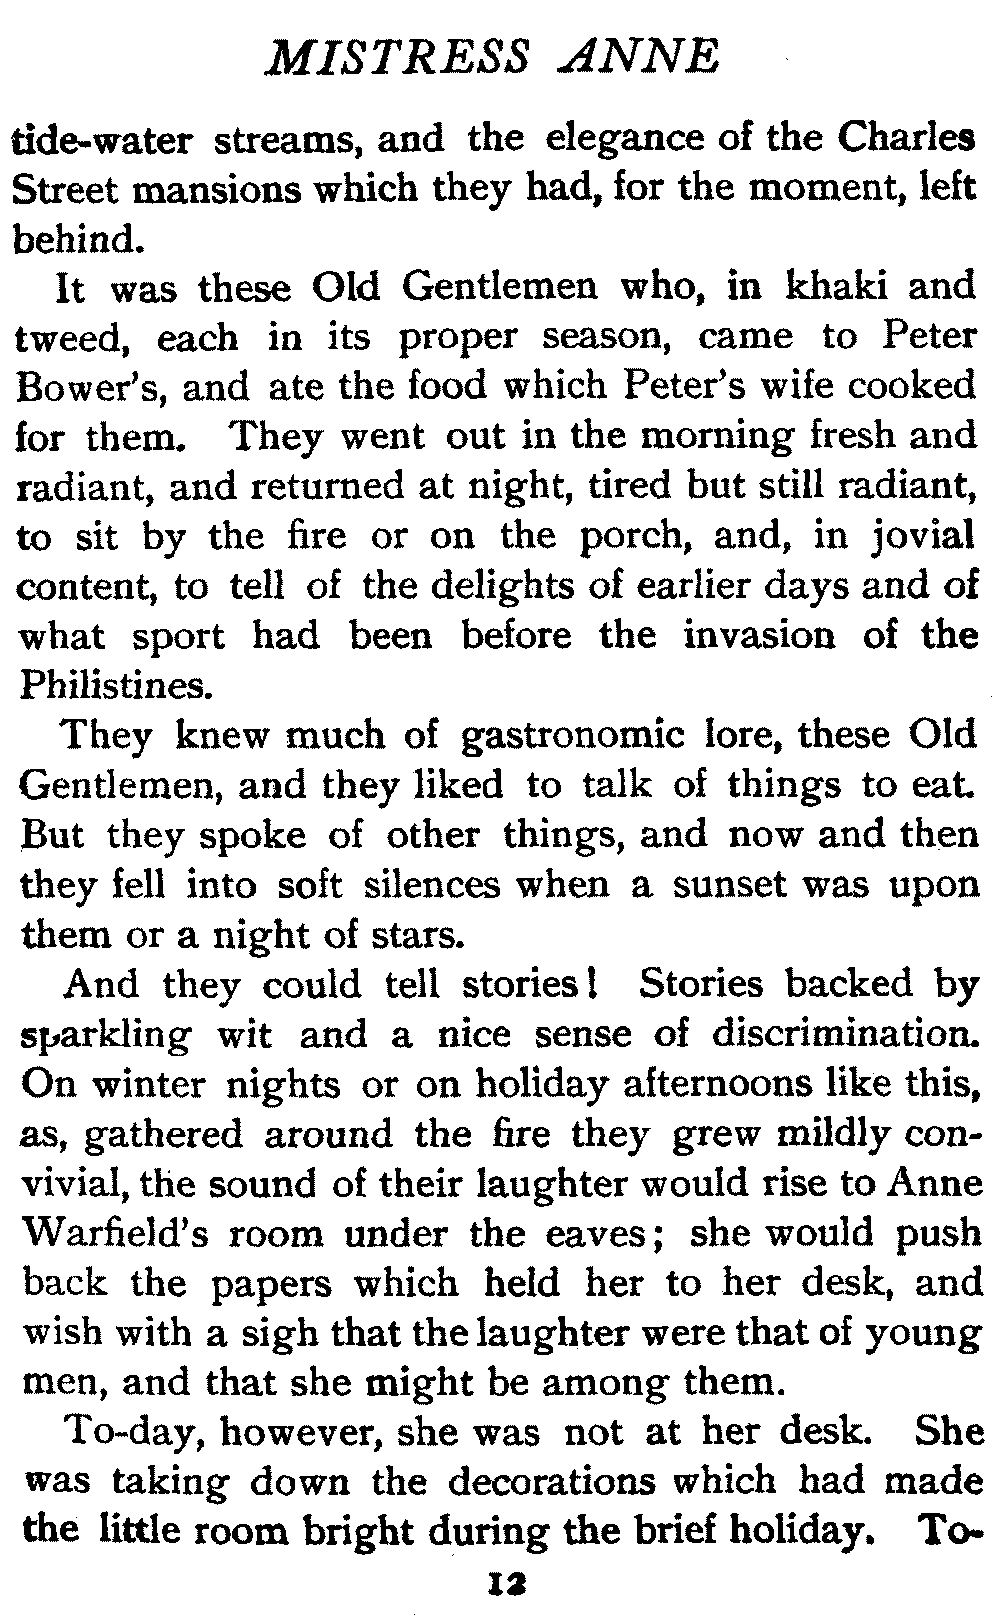 MISTRESS ANNE
tide-water streams, and the elegance of the Charles
Street mansions which they had, for the moment, left
behind.
It was these Old Gentlemen who, in khaki and
tweed, each in its proper season, came to Peter
Bower's, and ate the food which Peter's wife cooked
for them. They went out in the morning fresh and
radiant, and returned at night, tired but still radiant,
to sit by the fire or on the porch, and, in jovial
content, to tell of the delights of earlier days and of
what sport had been before the invasion of the
Philistines.
They knew much of gastronomic lore, these Old
Gentlemen, and they liked to talk of things to eat.
But they spoke of other things, and now and then
they fell into soft silences when a sunset was upon
them or a night of stars.
And they could tell stories! Stories backed by
sparkling wit and a nice sense of discrimination.
On winter nights or on holiday afternoons like this,
as, gathered around the fire they grew mildly con-
vivial, the sound of their laughter would rise to Anne
Warfield's room under the eaves; she would push
back the papers which held her to her desk, and
wish with a sigh that the laughter were that of young
men, and that she might be among them.
To-day, however, she was not at her desk. She
was taking down the decorations which had made
the little room bright during the brief holiday. To-
12